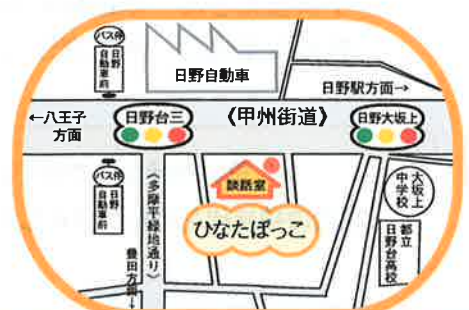 バス停
日野自動車前
日野自動車
日野駅方面→
←八王子方面
日野台三
《甲州街道》
日野大坂上
バス停
日野自動車前
《多摩平緑地通り》
豊田方面→
談話室
ひなたぼっこ
大坂上中学校
都立日野台高校